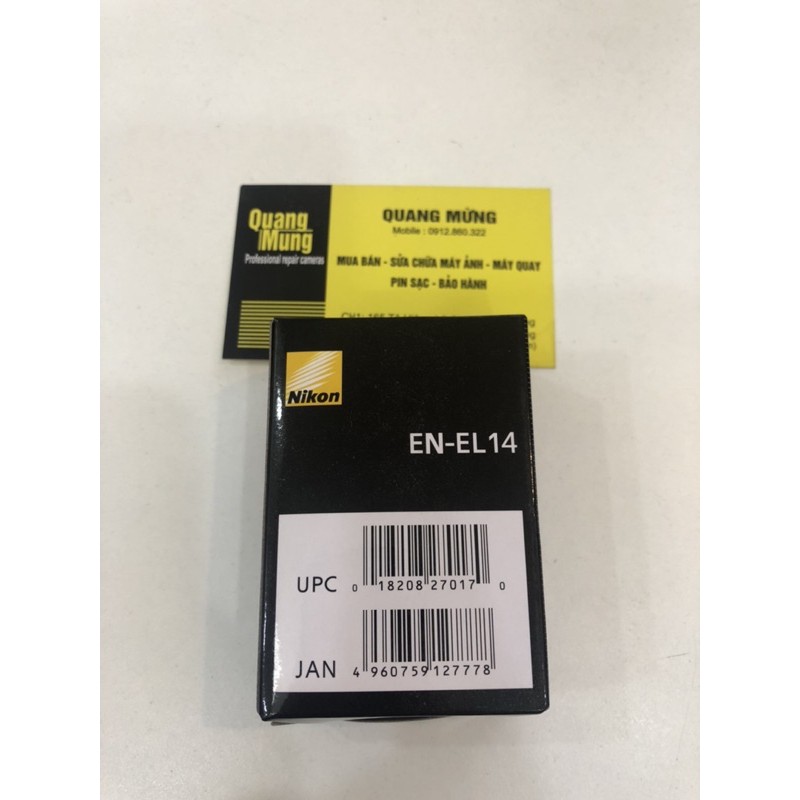 Quang
Mung
Professional repair cameras
QUANG MỪNG
Mobile : 0912.860.322
MUA BÁN - SỬA CHỮA MÁY ẢNH - MÁY QUAY
PIN SẠC - BẢO HÀNH
Nikon
EN-EL14
UPC
0 18208 27017 0
JAN
4 960759 127778